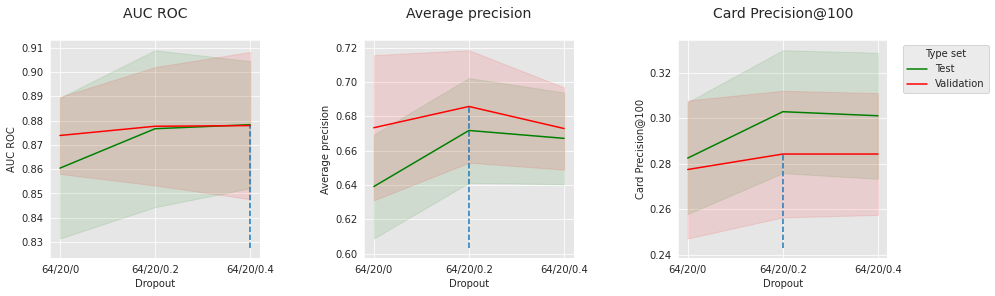 AUC ROC
Average precision
Card Precision@100
AUC ROC
0.91
0.90
0.89
0.88
0.87
0.86
0.85
0.84
0.83
64/20/0
64/20/0.2
64/20/0.4
Dropout
Average precision
0.72
0.70
0.68
0.66
0.64
0.62
0.60
64/20/0
64/20/0.2
64/20/0.4
Dropout
Card Precision@100
0.32
0.30
0.28
0.26
0.24
64/20/0
64/20/0.2
64/20/0.4
Dropout
Type set
Test
Validation